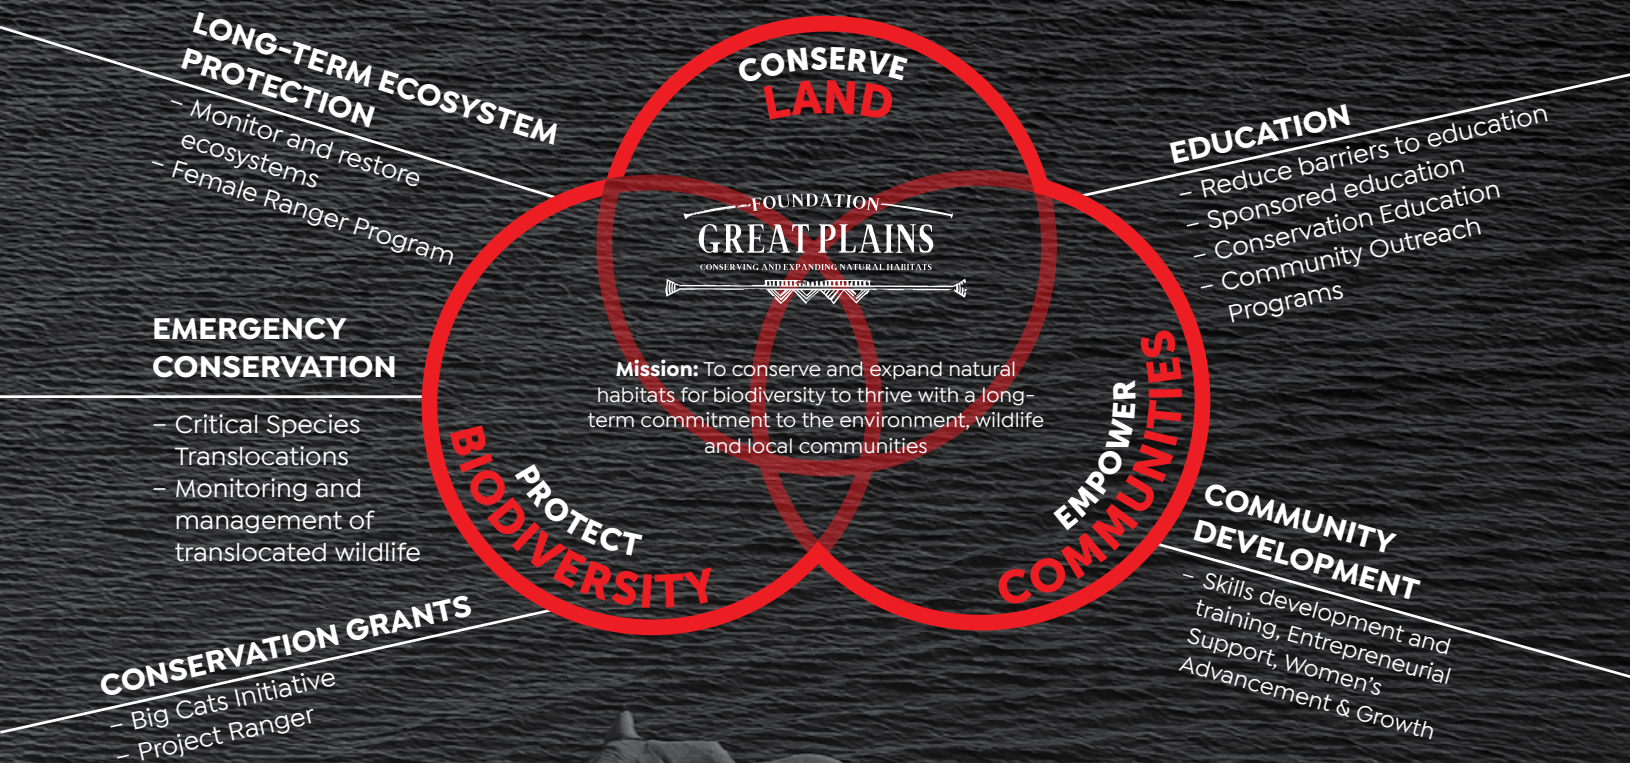 CONSERVE
LAND
LONG-TERM ECOSYSTEM
PROTECTION
– Monitor and restore
ecosystems
– Female Ranger Program
EDUCATION
– Reduce barriers to education
– Sponsored education
– Conservation Education
– Community Outreach
Programs
FOUNDATION
GREAT PLAINS
CONSERVING AND EXPANDING NATURAL HABITATS
EMERGENCY
CONSERVATION
– Critical Species
Translocations
– Monitoring and
management of
translocated wildlife
Mission: To conserve and expand natural
habitats for biodiversity to thrive with a long-
term commitment to the environment, wildlife
and local communities
PROTECT
BIODIVERSITY
EMPOWER
COMMUNITIES
COMMUNITY
DEVELOPMENT
– Skills development and
training, Entrepreneurial
Support, Women's
Advancement & Growth
CONSERVATION GRANTS
– Big Cats Initiative
– Project Ranger